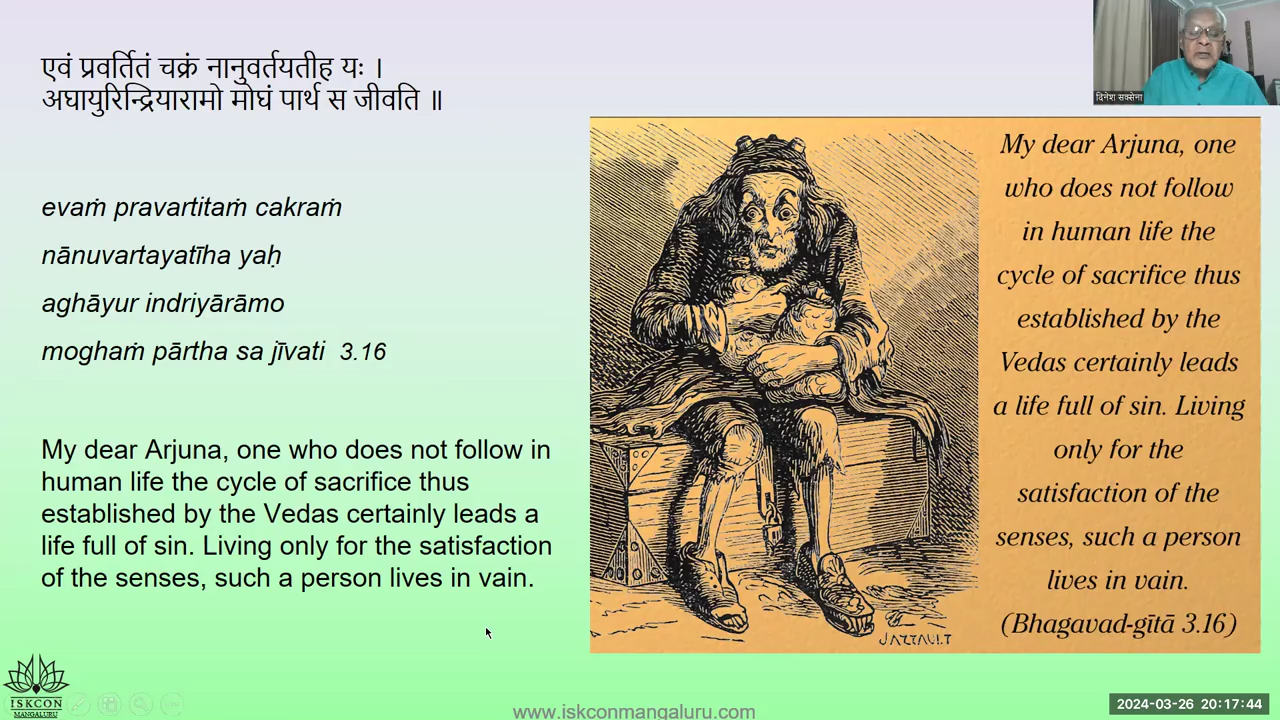 एवं प्रवर्तितं चक्रं नानुवर्तयतीह यः ।
अघायुरिन्द्रियारामो मोघं पार्थ स जीवति ॥
evaṁ pravartitaṁ cakraṁ
nānuvartayatīha yaḥ
aghāyur indriyārāmo
moghaṁ pārtha sa jīvati 3.16
My dear Arjuna, one who does not follow in
human life the cycle of sacrifice thus
established by the Vedas certainly leads a
life full of sin. Living only for the satisfaction
of the senses, such a person lives in vain.
दिनेश सक्सेना
My dear Arjuna, one
who does not follow
in human life the
cycle of sacrifice thus
established by the
Vedas certainly leads
a life full of sin. Living
only for the
satisfaction of the
senses, such a person
lives in vain.
(Bhagavad-gītā 3.16)
JAZZAULT
ISKCON
MANGALURU
www.iskconmangaluru.com
2024-03-26 20:17:44